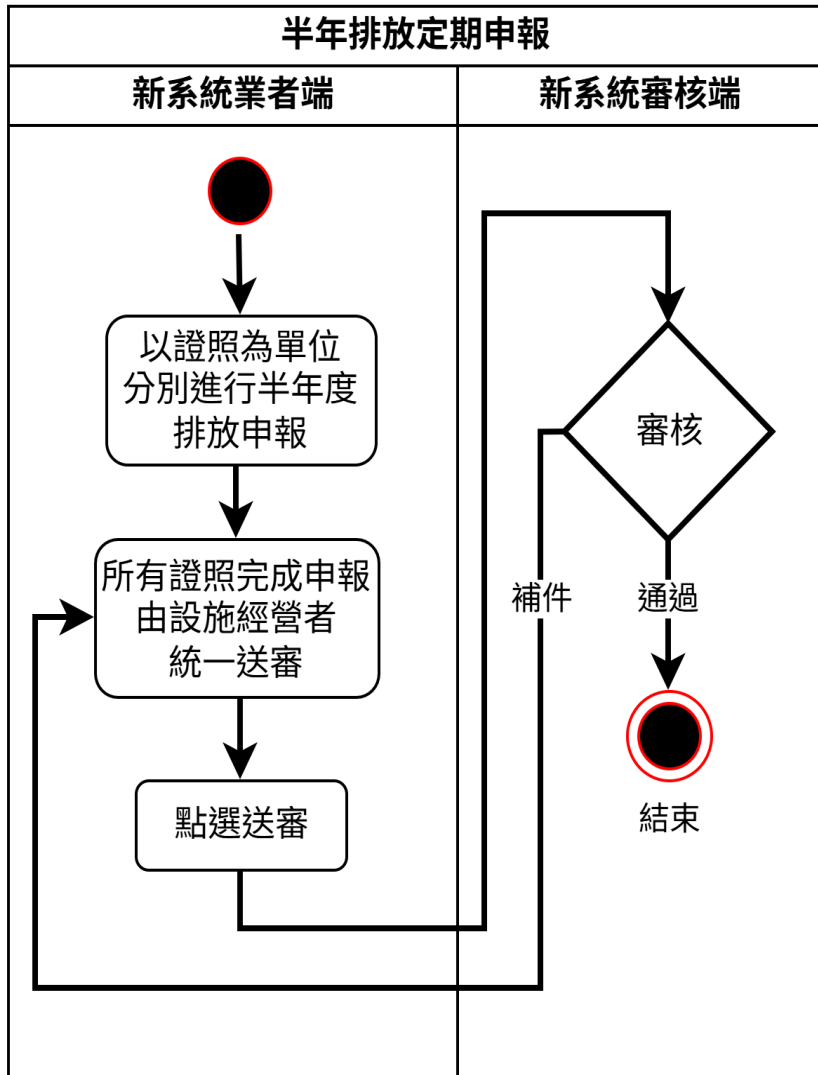 半年排放定期申報
新系統業者端
新系統審核端
以證照為單位
分別進行半年度
排放申報
所有證照完成申報
由設施經營者
統一送審
點選送審
審核
補件
通過
結束